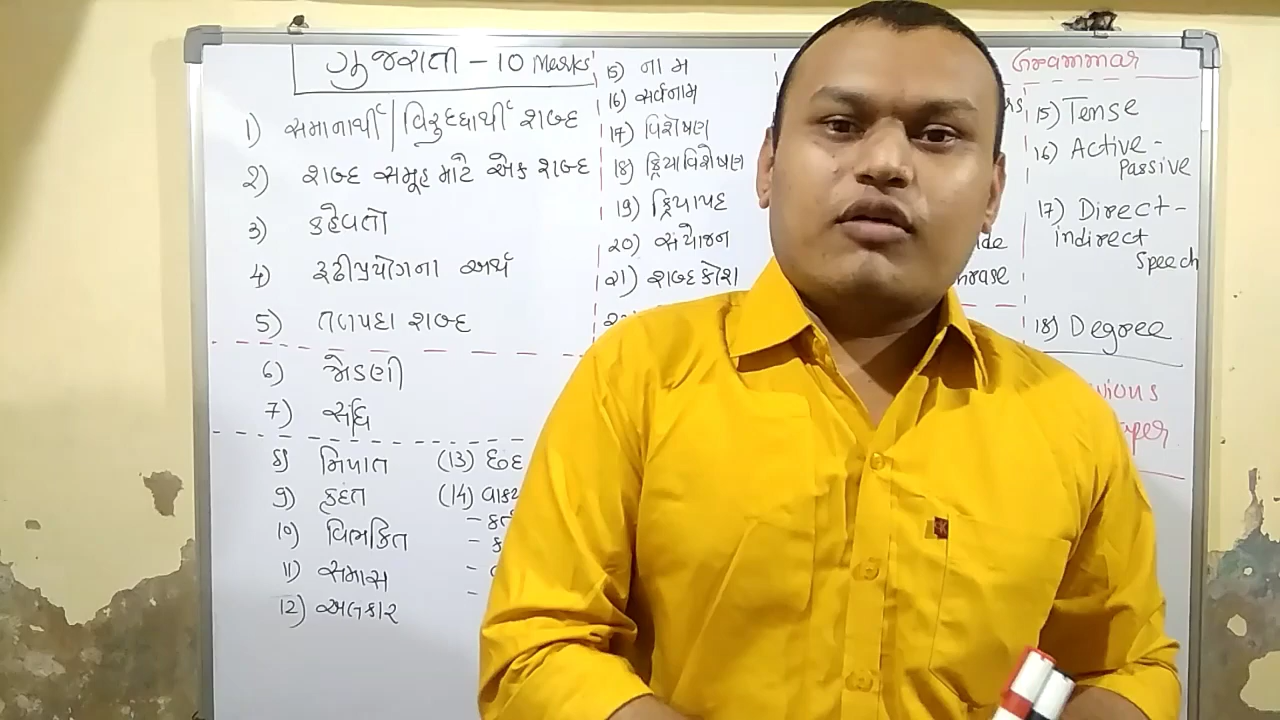 ગુજરાતી - 10 Marks
1) સમાનાર્થી / વિરુદ્ધાર્થી શબ્દ
2) શબ્દ સમૂહ માટે એક શબ્દ
3) કહેવતો
4) રૂઢીપ્રયોગના અર્થ
5) તળપદા શબ્દ
6) જોડણી
7) સંધિ
8) નિપાત
9) કૃદંત
10) વિભકિત
11) સમાસ
12) અલંકાર
(13) છંદ
(14)
15) નામ
16) સર્વનામ
17) વિશેષણ
18) ક્રિયાવિશેષણ
19) ક્રિયાપદ
20) સંયોજન
21) શબ્દકોશ
Grammar
15) Tense
16) Active -
Passive
17) Direct -
indirect
Speech
18) Degree